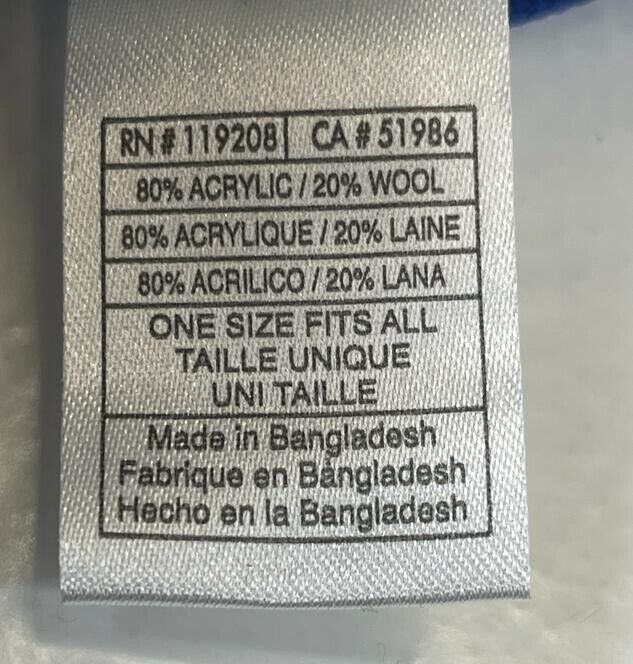 RN # 119208 CA # 51986
80% ACRYLIC / 20% WOOL
80% ACRYLIQUE / 20% LAINE
80% ACRILICO / 20% LANA
ONE SIZE FITS ALL
TAILLE UNIQUE
UNI TAILLE
Made in Bangladesh
Fabrique en Bangladesh
Hecho en la Bangladesh